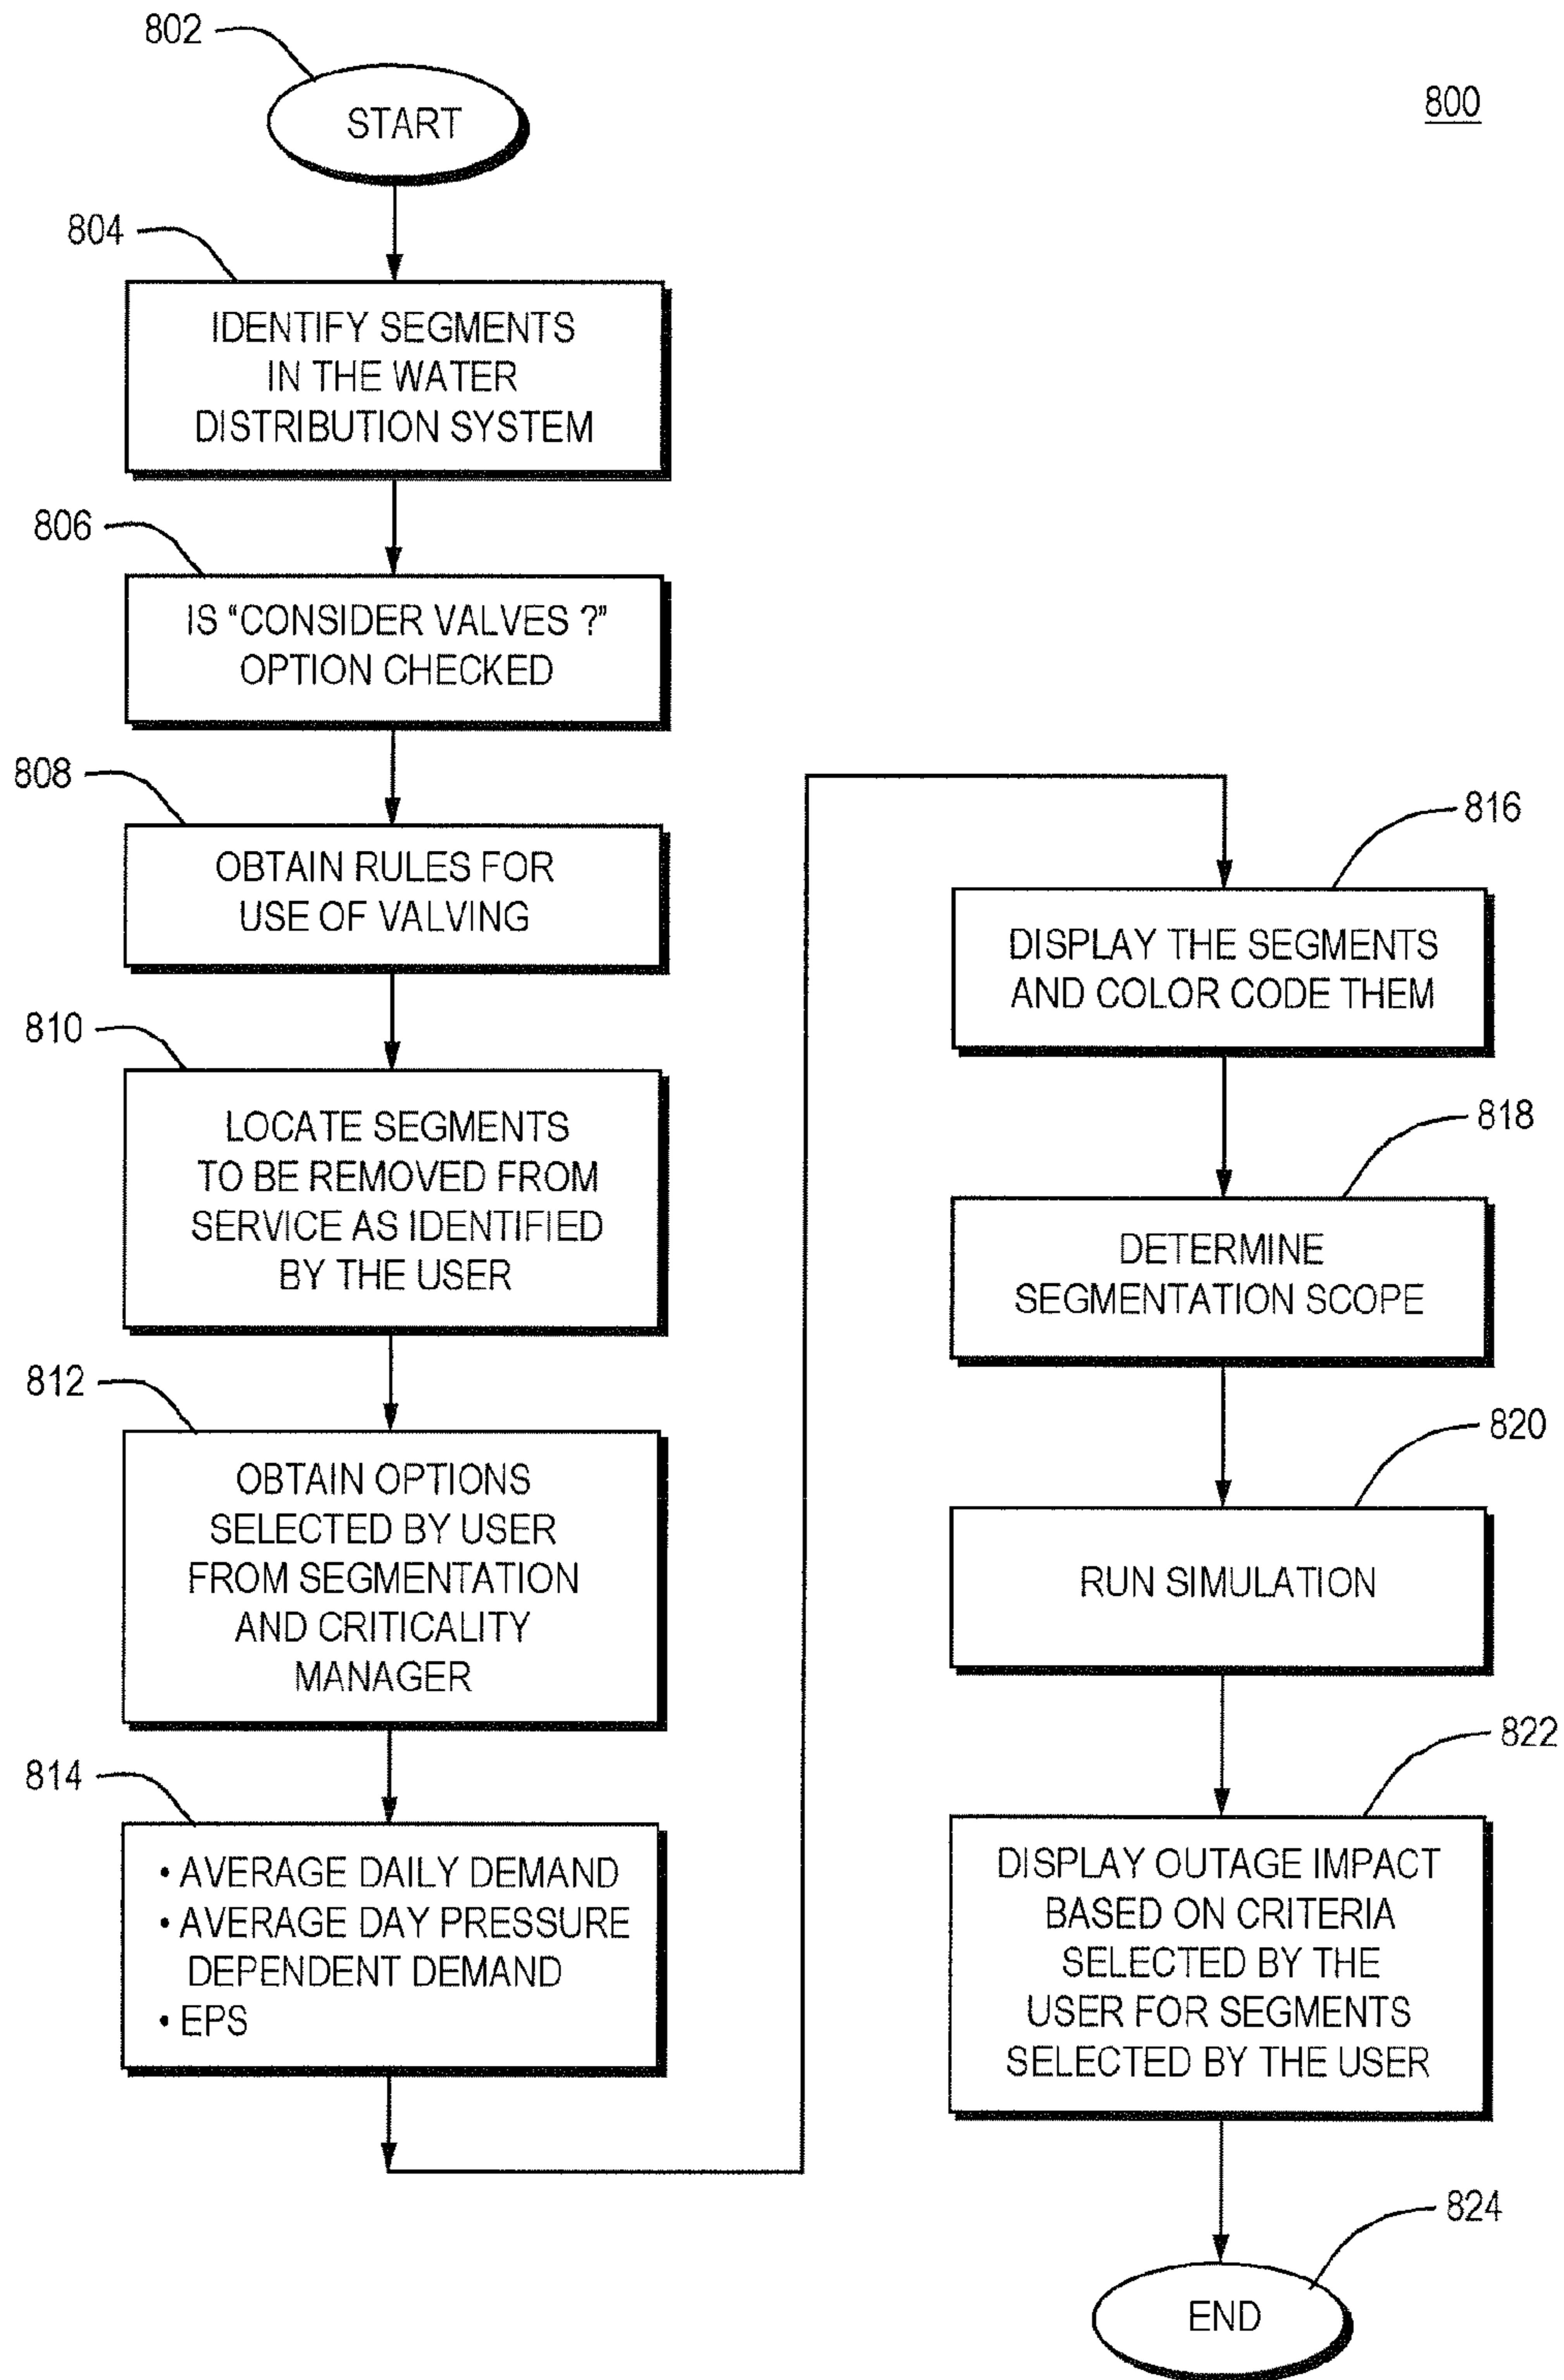 800
802
START
804
IDENTIFY SEGMENTS
IN THE WATER
DISTRIBUTION SYSTEM
806
IS "CONSIDER VALVES ?"
OPTION CHECKED
808
OBTAIN RULES FOR
USE OF VALVING
810
LOCATE SEGMENTS
TO BE REMOVED FROM
SERVICE AS IDENTIFIED
BY THE USER
812
OBTAIN OPTIONS
SELECTED BY USER
FROM SEGMENTATION
AND CRITICALITY
MANAGER
814
• AVERAGE DAILY DEMAND
• AVERAGE DAY PRESSURE
DEPENDENT DEMAND
• EPS
816
DISPLAY THE SEGMENTS
AND COLOR CODE THEM
818
DETERMINE
SEGMENTATION SCOPE
820
RUN SIMULATION
822
DISPLAY OUTAGE IMPACT
BASED ON CRITERIA
SELECTED BY THE
USER FOR SEGMENTS
SELECTED BY THE USER
824
END